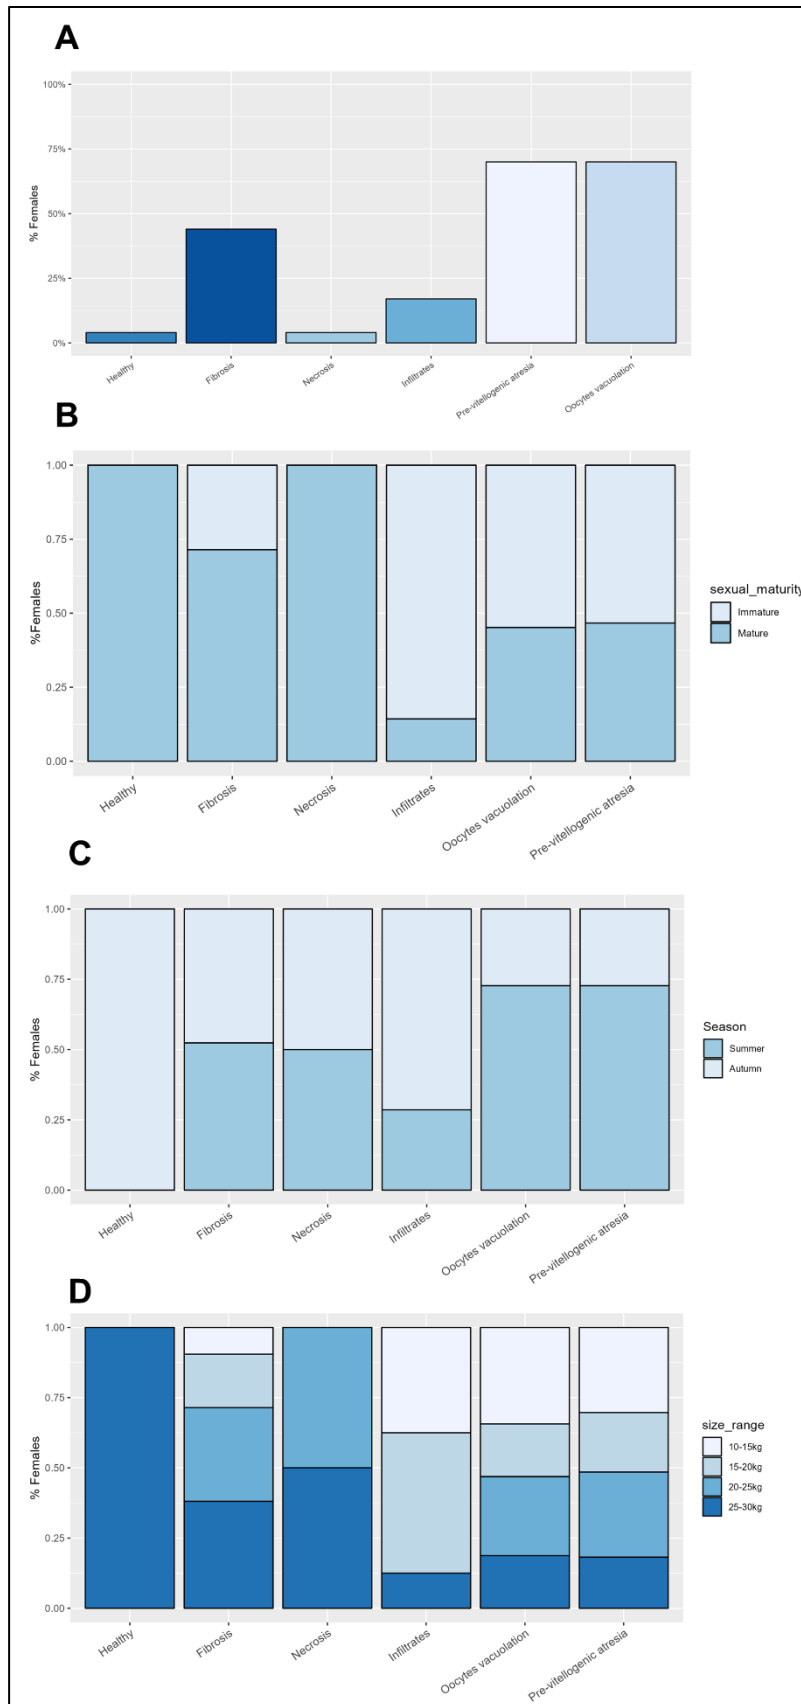 A
100%
75%
50%
25%
0%
% Females
Healthy
Fibrosis
Necrosis
Infiltrates
Pre-vitellogenic atresia
Oocytes vacuolation
B
1.00
0.75
0.50
0.25
0.00
%Females
Healthy
Fibrosis
Necrosis
Infiltrates
Oocytes vacuolation
Pre-vitellogenic atresia
sexual_maturity
Immature
Mature
C
1.00
0.75
0.50
0.25
0.00
% Females
Healthy
Fibrosis
Necrosis
Infiltrates
Oocytes vacuolation
Pre-vitellogenic atresia
Season
Summer
Autumn
D
1.00
0.75
0.50
0.25
0.00
% Females
Healthy
Fibrosis
Necrosis
Infiltrates
Oocytes vacuolation
Pre-vitellogenic atresia
size_range
10-15kg
15-20kg
20-25kg
25-30kg